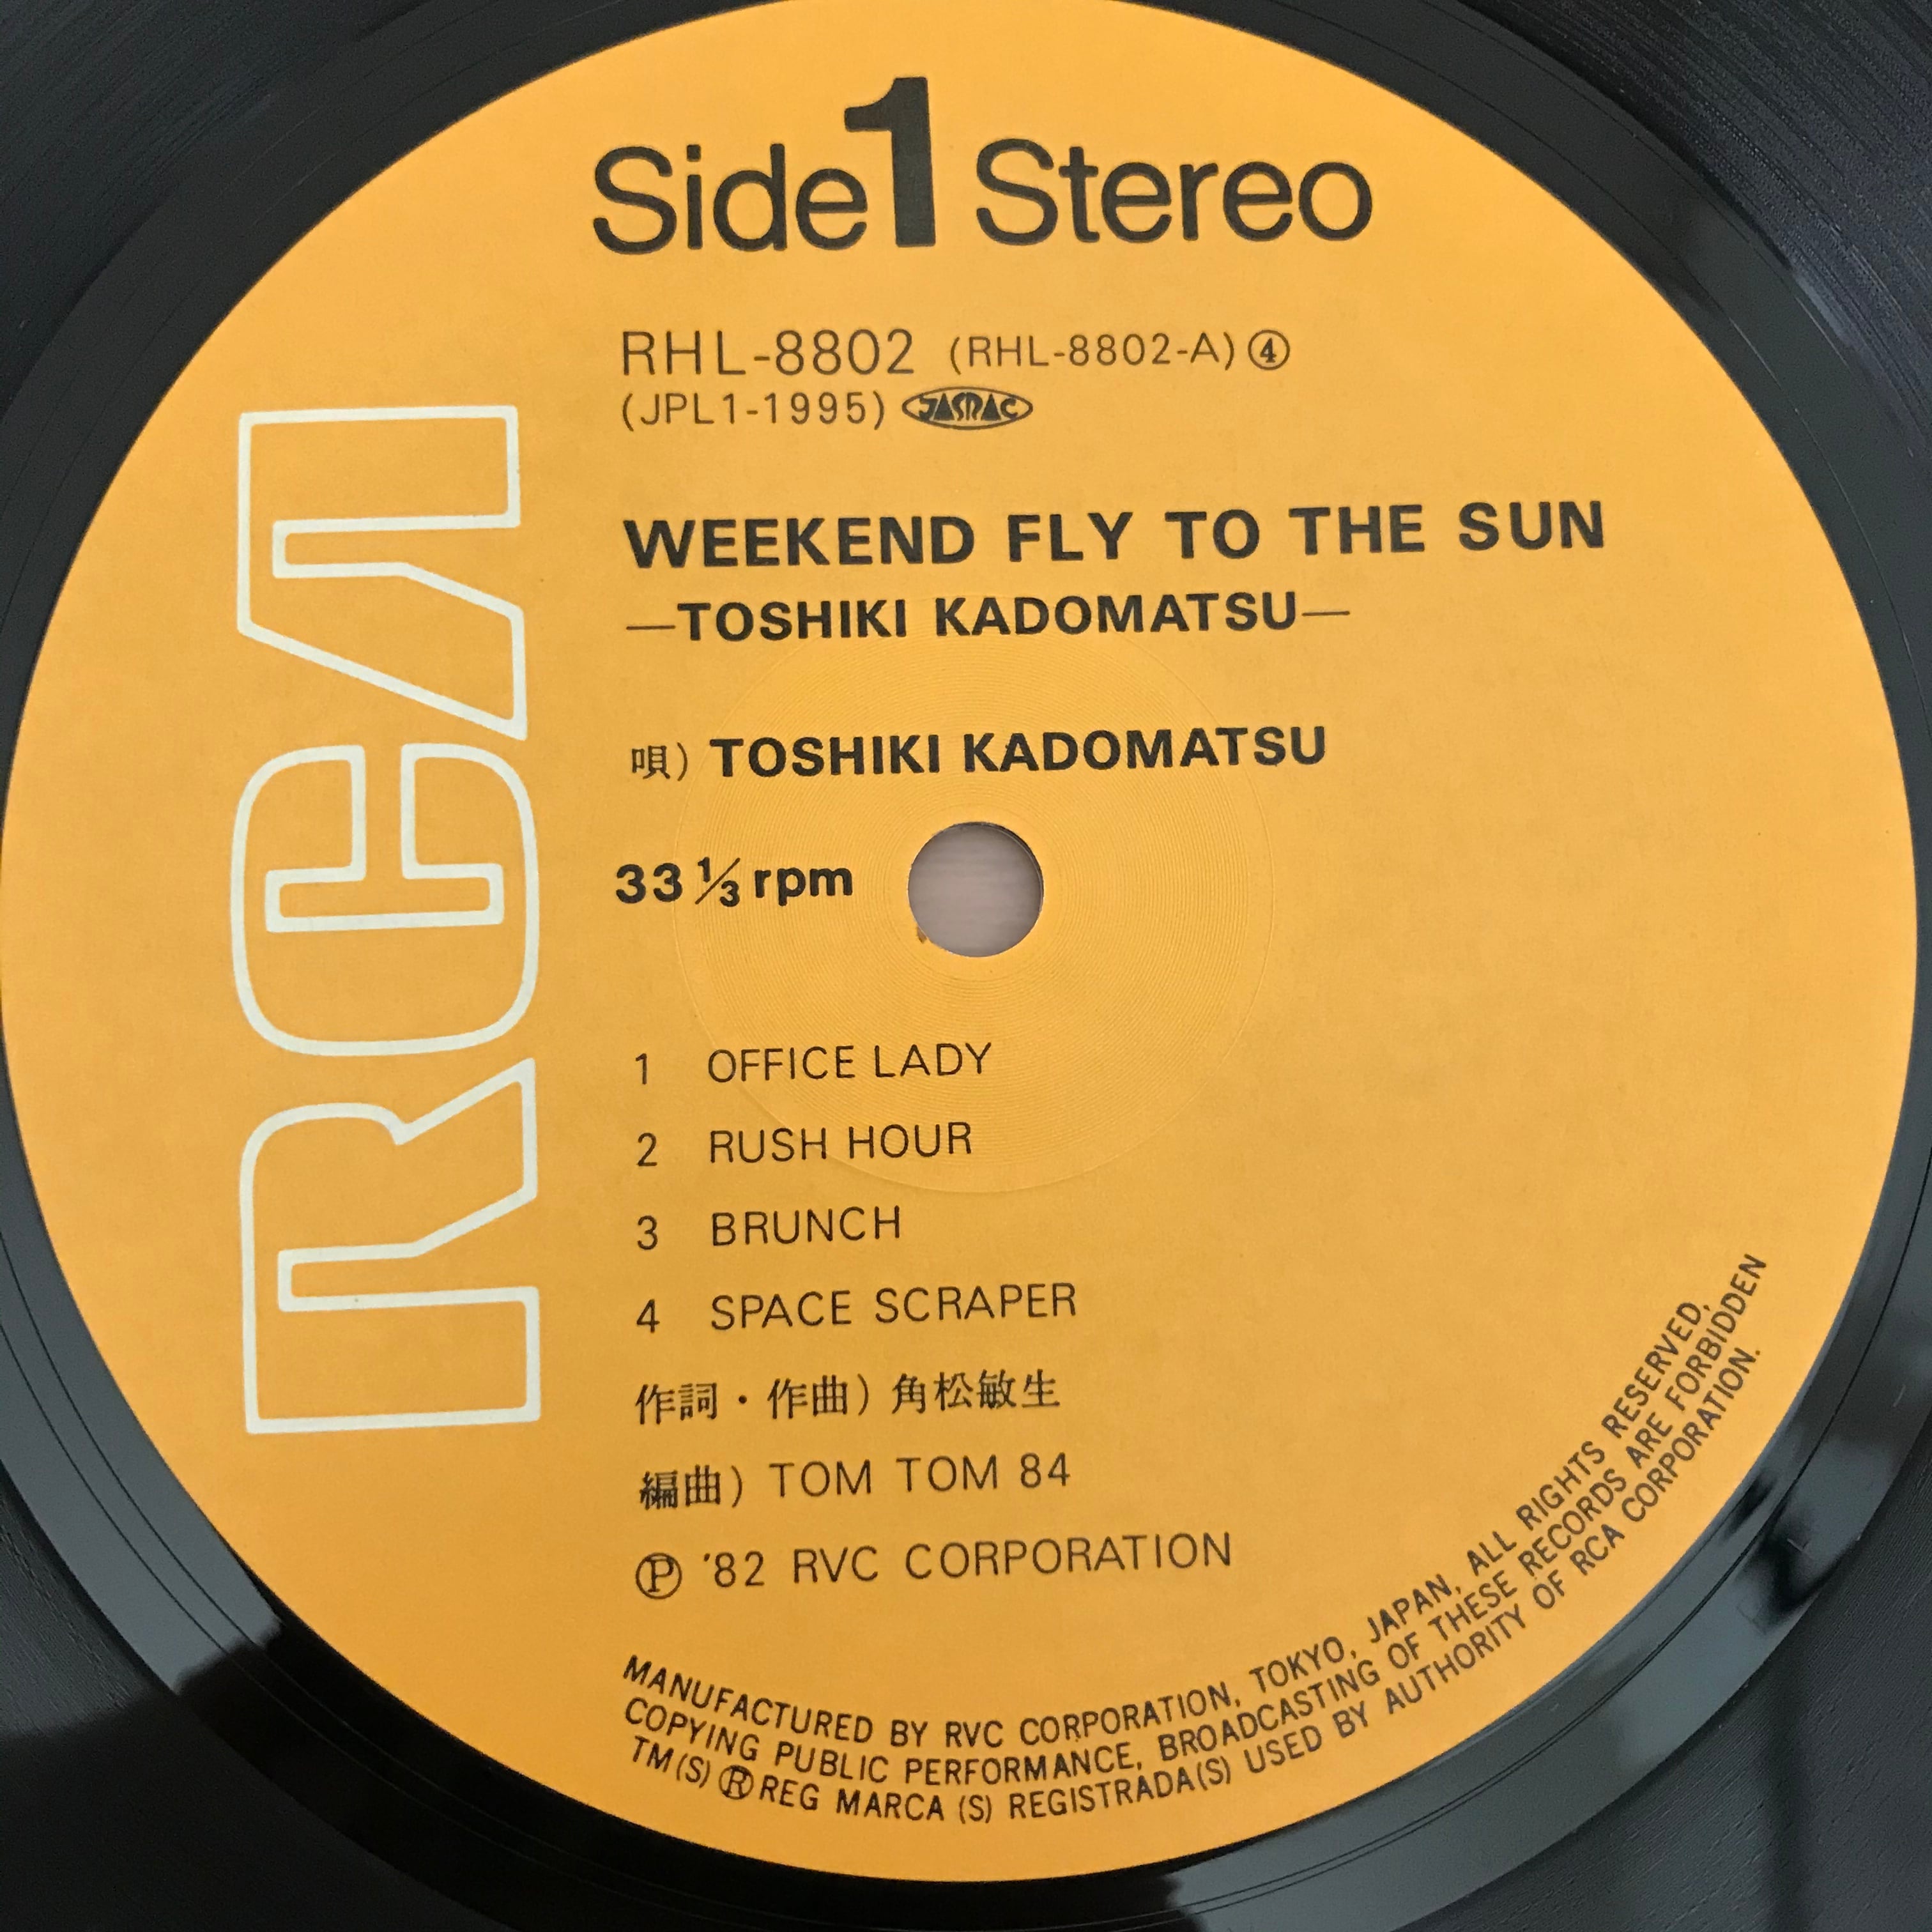 Side 1 Stereo
RHL-8802 (RHL-8802-A) ④
(JPL1-1995) JASRAC
RCA
WEEKEND FLY TO THE SUN
—TOSHIKI KADOMATSU—
唄) TOSHIKI KADOMATSU
33 ⅓ rpm
1 OFFICE LADY
2 RUSH HOUR
3 BRUNCH
4 SPACE SCRAPER
作詞・作曲) 角松敏生
編曲) TOM TOM 84
Ⓟ '82 RVC CORPORATION
MANUFACTURED BY RVC CORPORATION, TOKYO, JAPAN, ALL RIGHTS RESERVED,
COPYING PUBLIC PERFORMANCE, BROADCASTING OF THESE RECORDS ARE FORBIDDEN
TM(S) ® REG MARCA (S) REGISTRADA(S) USED BY AUTHORITY OF RCA CORPORATION.